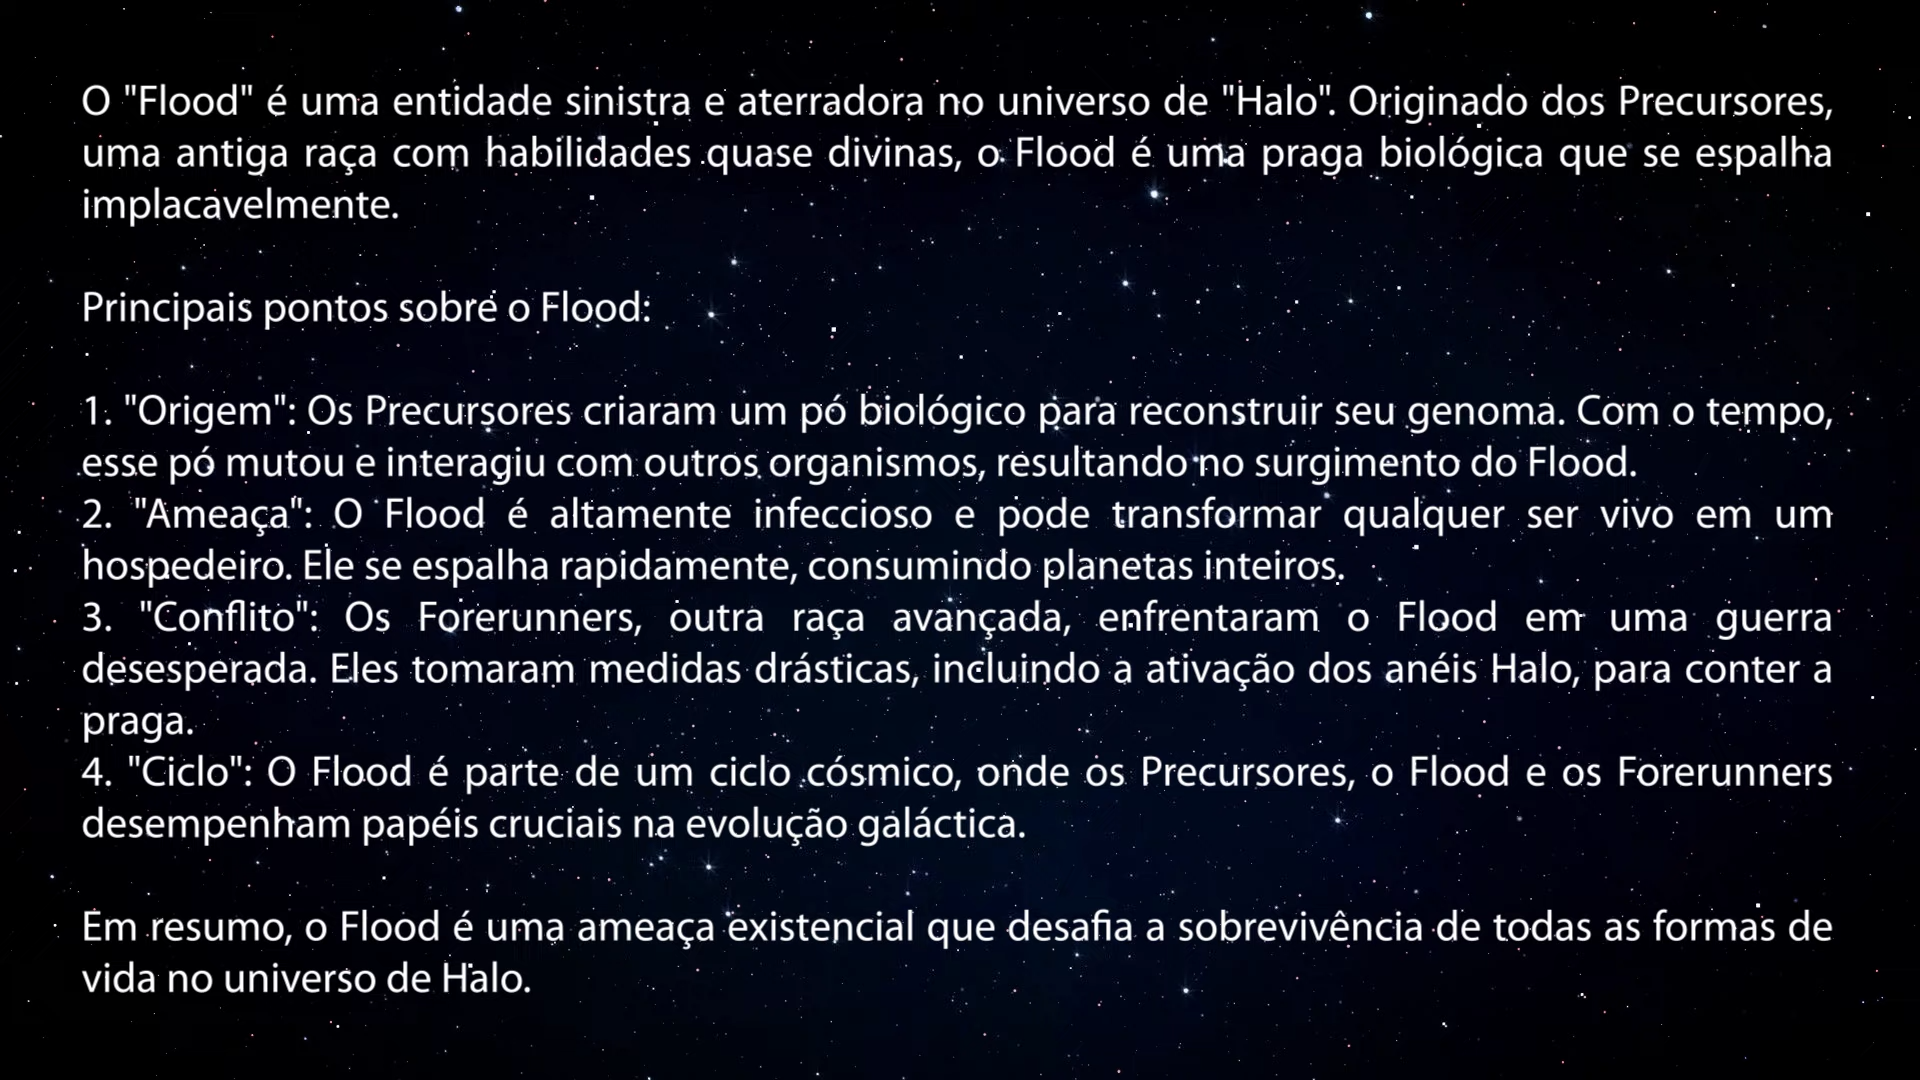 O "Flood" é uma entidade sinistra e aterradora no universo de "Halo". Originado dos Precursores,
uma antiga raça com habilidades quase divinas, o Flood é uma praga biológica que se espalha
implacavelmente.
Principais pontos sobre o Flood:
1. "Origem": Os Precursores criaram um pó biológico para reconstruir seu genoma. Com o tempo,
esse pó mutou e interagiu com outros organismos, resultando no surgimento do Flood.
2. "Ameaça": O Flood é altamente infeccioso e pode transformar qualquer ser vivo em um
hospedeiro. Ele se espalha rapidamente, consumindo planetas inteiros.
3. "Conflito": Os Forerunners, outra raça avançada, enfrentaram o Flood em uma guerra
desesperada. Eles tomaram medidas drásticas, incluindo a ativação dos anéis Halo, para conter a
praga.
4. "Ciclo": O Flood é parte de um ciclo cósmico, onde os Precursores, o Flood e os Forerunners
desempenham papéis cruciais na evolução galáctica.
Em resumo, o Flood é uma ameaça existencial que desafia a sobrevivência de todas as formas de
vida no universo de Halo.